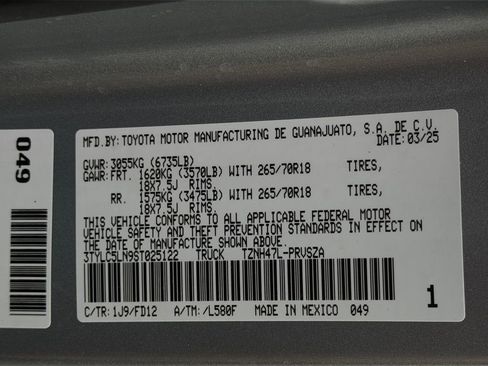 049
MFD.BY:TOYOTA MOTOR MANUFACTURING DE GUANAJUATO, S.A. DE C.V.
DATE: 03/25
GVWR: 3055KG (6735LB)
GAWR:FRT. 1620KG (3570LB) WITH 265/70R18 TIRES,
18X7.5J RIMS.
RR. 1575KG (3475LB) WITH 265/70R18 TIRES,
18X7.5J RIMS.
THIS VEHICLE CONFORMS TO ALL APPLICABLE FEDERAL MOTOR
VEHICLE SAFETY AND THEFT PREVENTION STANDARDS IN EFFECT
ON THE DATE OF MANUFACTURE SHOWN ABOVE.
3TYLC5LN9ST025122 TRUCK TZNH47L-PRVSZA
C/TR: 1J9/FD12 A/TM: /L580F MADE IN MEXICO 049
1